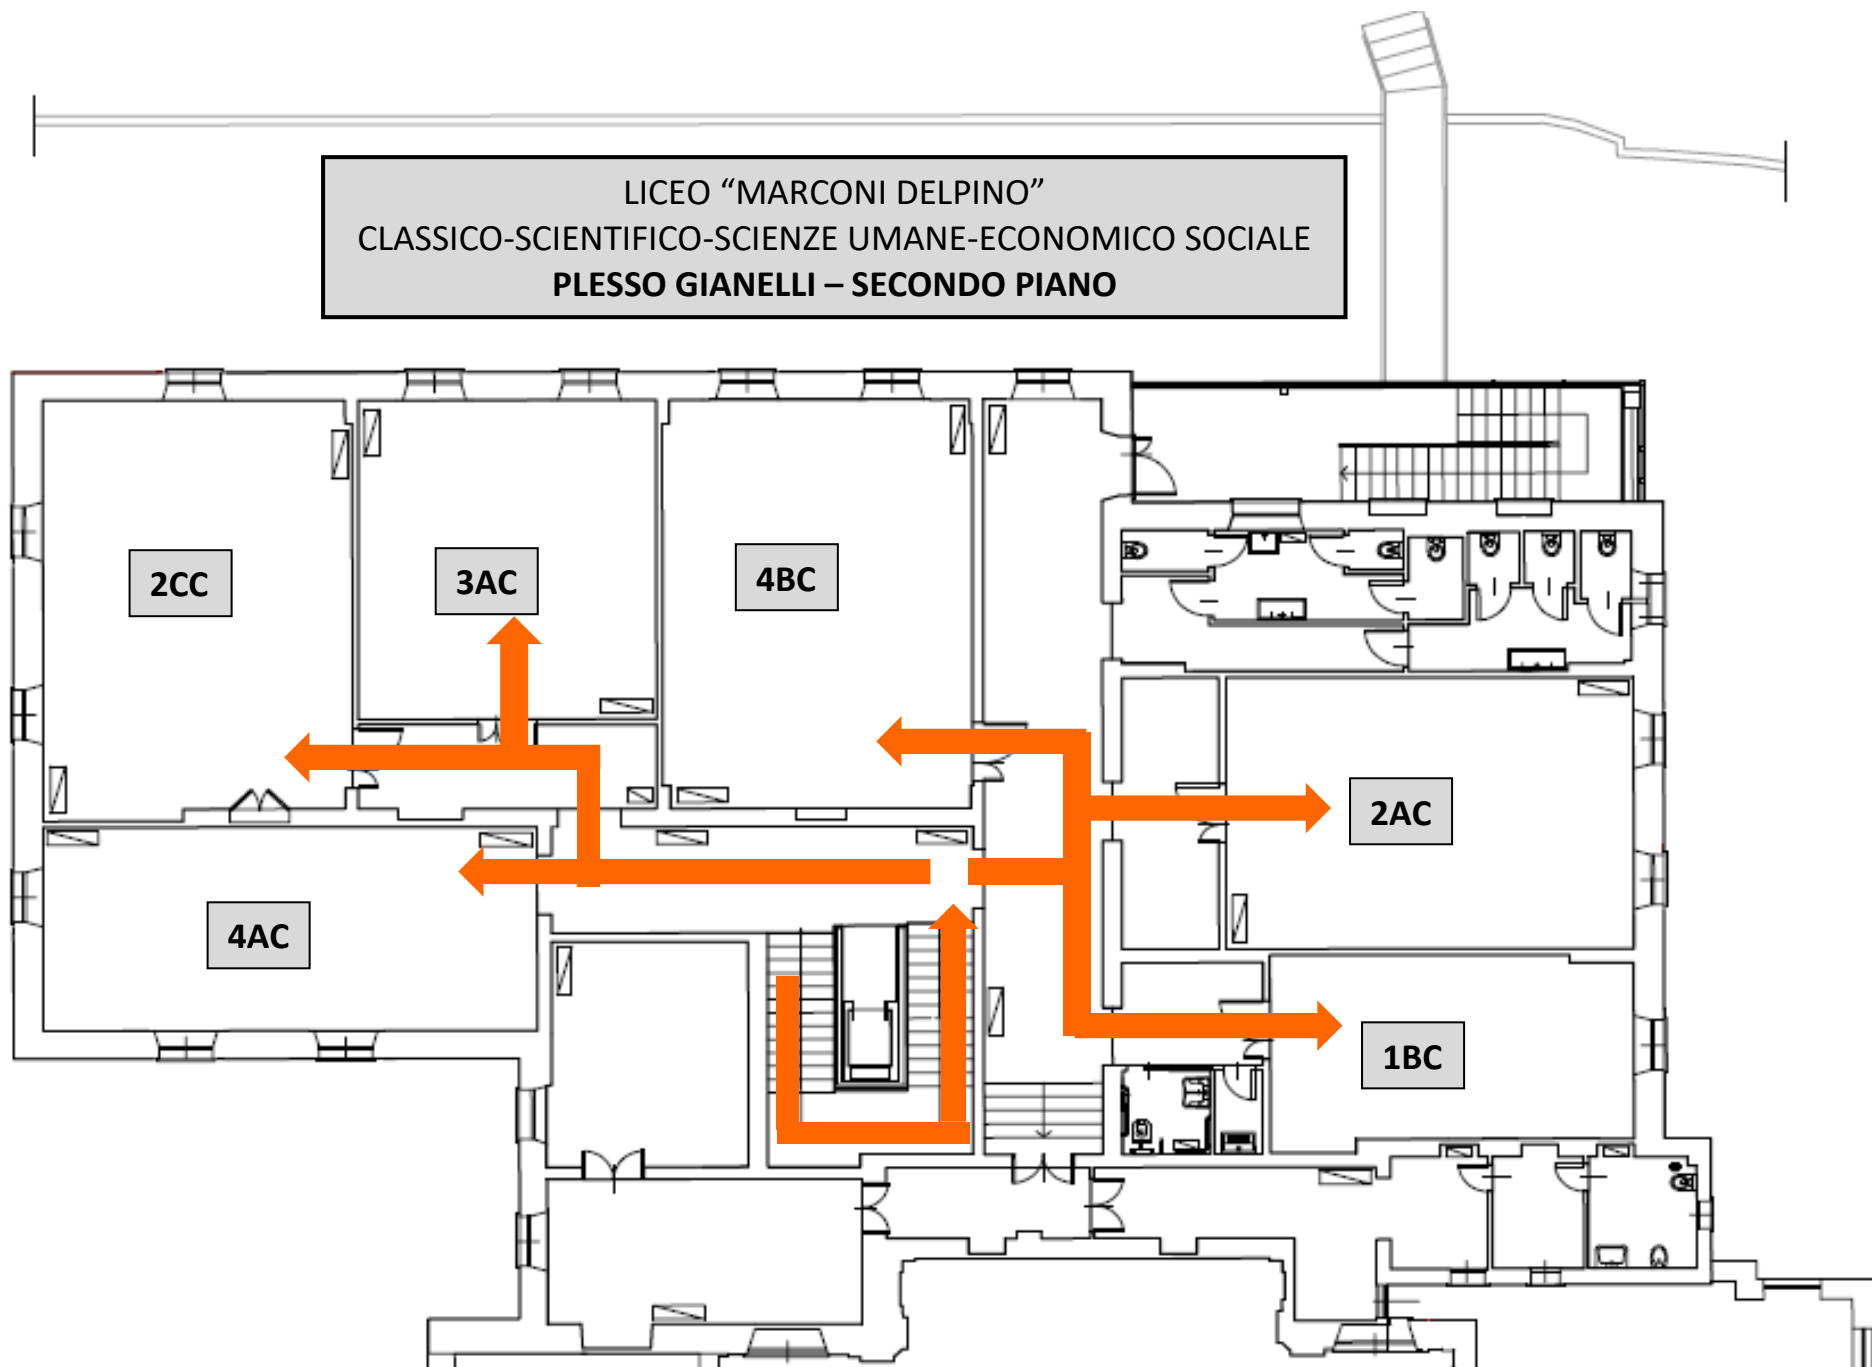 LICEO “MARCONI DELPINO”
CLASSICO-SCIENTIFICO-SCIENZE UMANE-ECONOMICO SOCIALE
PLESSO GIANELLI – SECONDO PIANO
2CC
3AC
4BC
2AC
4AC
1BC